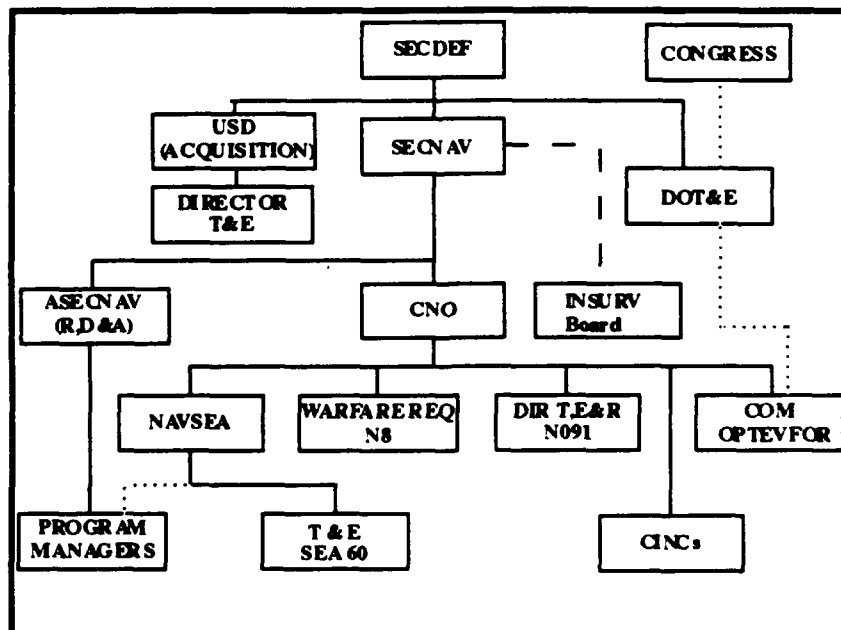 SECDEF
CONGRESS
USD
(ACQUISITION)
SECNAV
DIRECTOR
T&E
DOT&E
ASECNAV
(R,D&A)
CNO
INSURV
Board
NAVSEA
WARFARE REQ
N8
DIR T,E&R
N091
COM
OPTEVFOR
PROGRAM
MANAGERS
T & E
SEA 60
CINCs